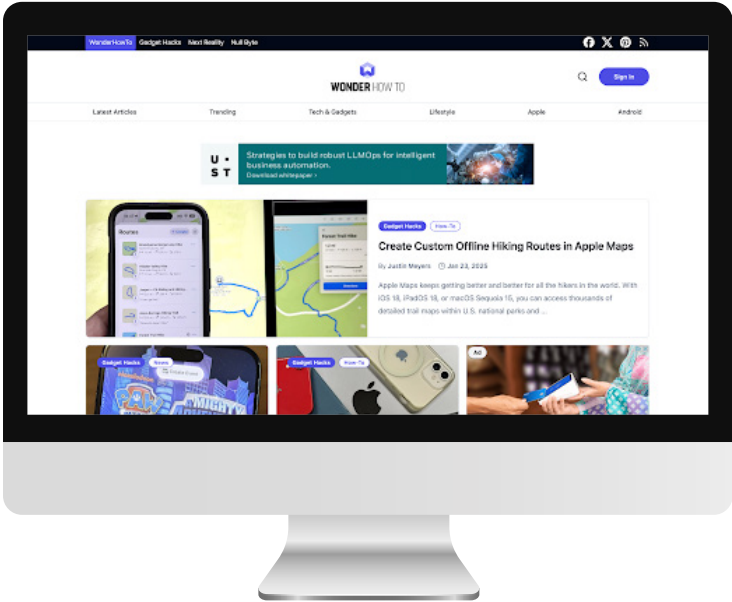 WonderHowTo Gadget Hacks Next Reality Null Byte
WONDER HOW TO
Sign In
Latest Articles Trending Tech & Gadgets Lifestyle Apple Android
U •
S T
Strategies to build robust LLMOps for intelligent
business automation.
Download whitepaper ›
Routes
Gadget Hacks How-To
Create Custom Offline Hiking Routes in Apple Maps
By Justin Meyers Jan 23, 2025
Apple Maps keeps getting better and better for all the hikers in the world. With
iOS 18, iPadOS 18, or macOS Sequoia 15, you can access thousands of
detailed trail maps within U.S. national parks and ...
Gadget Hacks News
PAW
MIGHTY
Gadget Hacks How-To
Ad